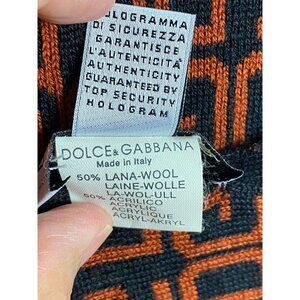 OLOGRAMMA
DI SICUREZZA
GARANTISCE
L'AUTENTICITA'
AUTHENTICITY
GUARANTEED BY
TOP SECURITY
HOLOGRAM
DOLCE&GABBANA
Made in Italy
50% LANA-WOOL
LAINE-WOLLE
LA-WOL-ULL
50% ACRILICO
ACRYLIC
ACRYLIQUE
ACRYL-AKRYL